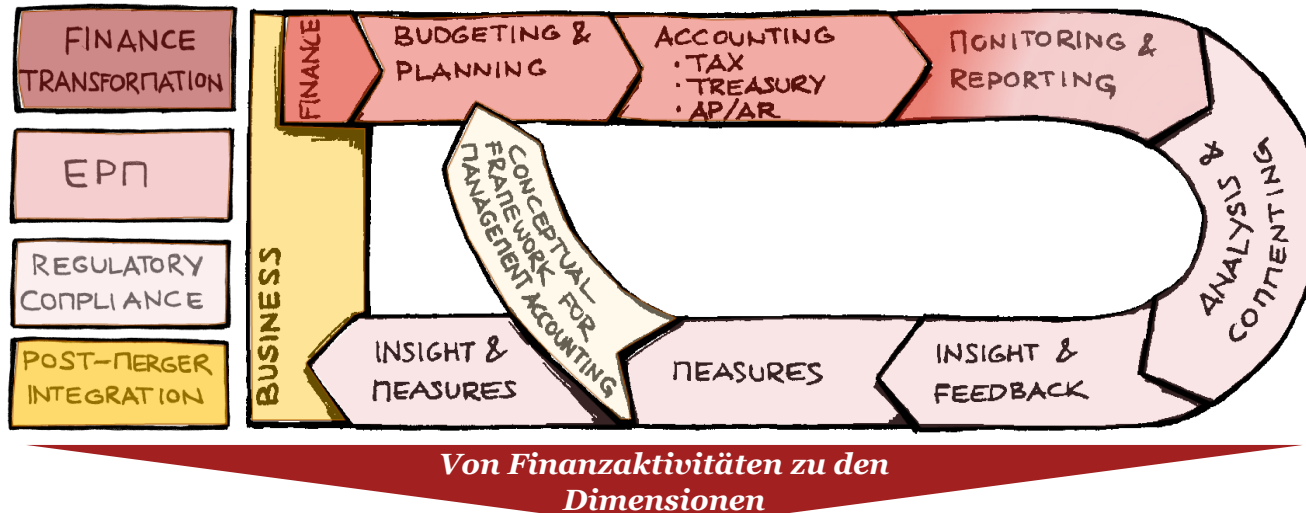 FINANCE
TRANSFORMATION
EPM
REGULATORY
COMPLIANCE
POST-MERGER
INTEGRATION
BUSINESS
FINANCE
BUDGETING &
PLANNING
ACCOUNTING
· TAX
· TREASURY
· AP/AR
MONITORING &
REPORTING
ANALYSIS &
COMMENTING
INSIGHT &
FEEDBACK
MEASURES
INSIGHT &
MEASURES
CONCEPTUAL
FRAMEWORK FOR
MANAGEMENT ACCOUNTING
Von Finanzaktivitäten zu den
Dimensionen